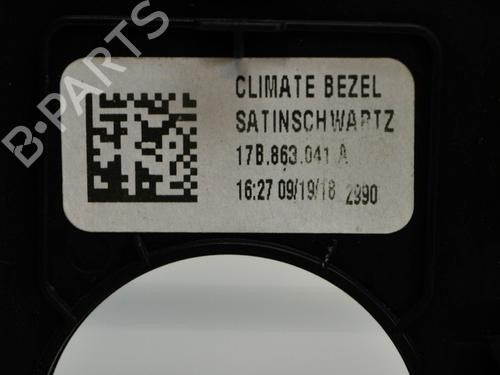 B-PARTS
CLIMATE BEZEL
SATINSCHWARTZ
17B.863.041 A
16:27 09/19/18 2990